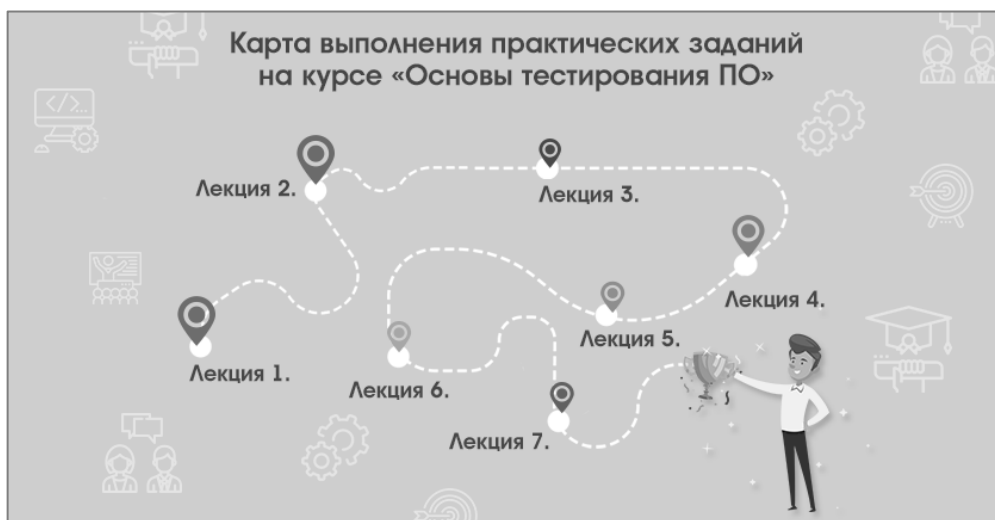 Карта выполнения практических заданий
на курсе «Основы тестирования ПО»
Лекция 2.
Лекция 3.
Лекция 4.
Лекция 1.
Лекция 5.
Лекция 6.
Лекция 7.